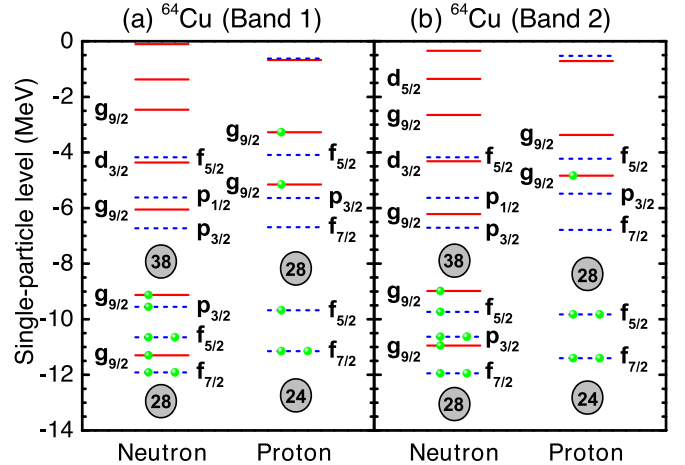 (a) ⁶⁴Cu (Band 1) (b) ⁶⁴Cu (Band 2)
Single-particle level (MeV)
0
-2
-4
-6
-8
-10
-12
-14
g9/2
d3/2
f5/2
p1/2
g9/2
p3/2
38
g9/2
p3/2
f5/2
g9/2
f7/2
28
g9/2
f5/2
g9/2
p3/2
f7/2
28
f5/2
f7/2
24
d5/2
g9/2
d3/2
f5/2
p1/2
g9/2
p3/2
38
g9/2
f5/2
p3/2
g9/2
f7/2
28
g9/2
f5/2
g9/2
p3/2
f7/2
28
f5/2
f7/2
24
Neutron Proton Neutron Proton